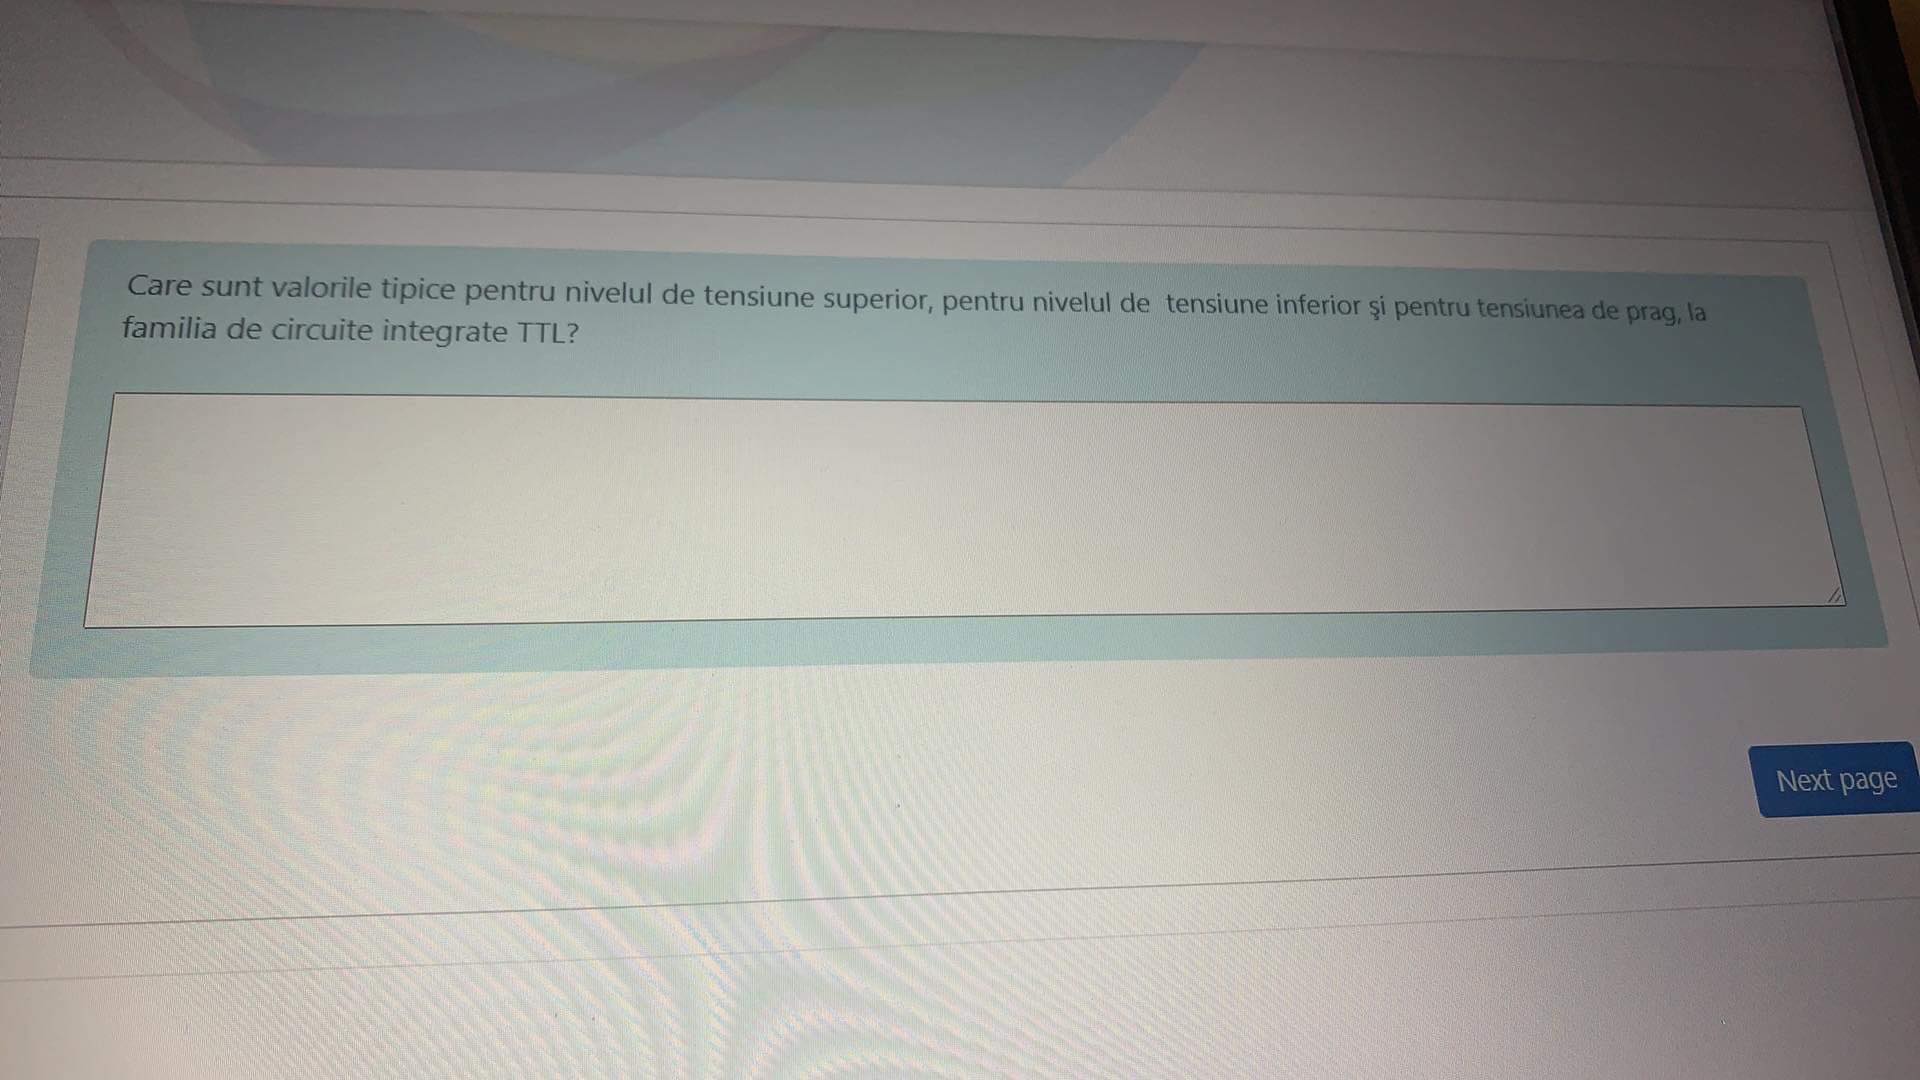 Care sunt valorile tipice pentru nivelul de tensiune superior, pentru nivelul de tensiune inferior şi pentru tensiunea de prag, la
familia de circuite integrate TTL?
Next page